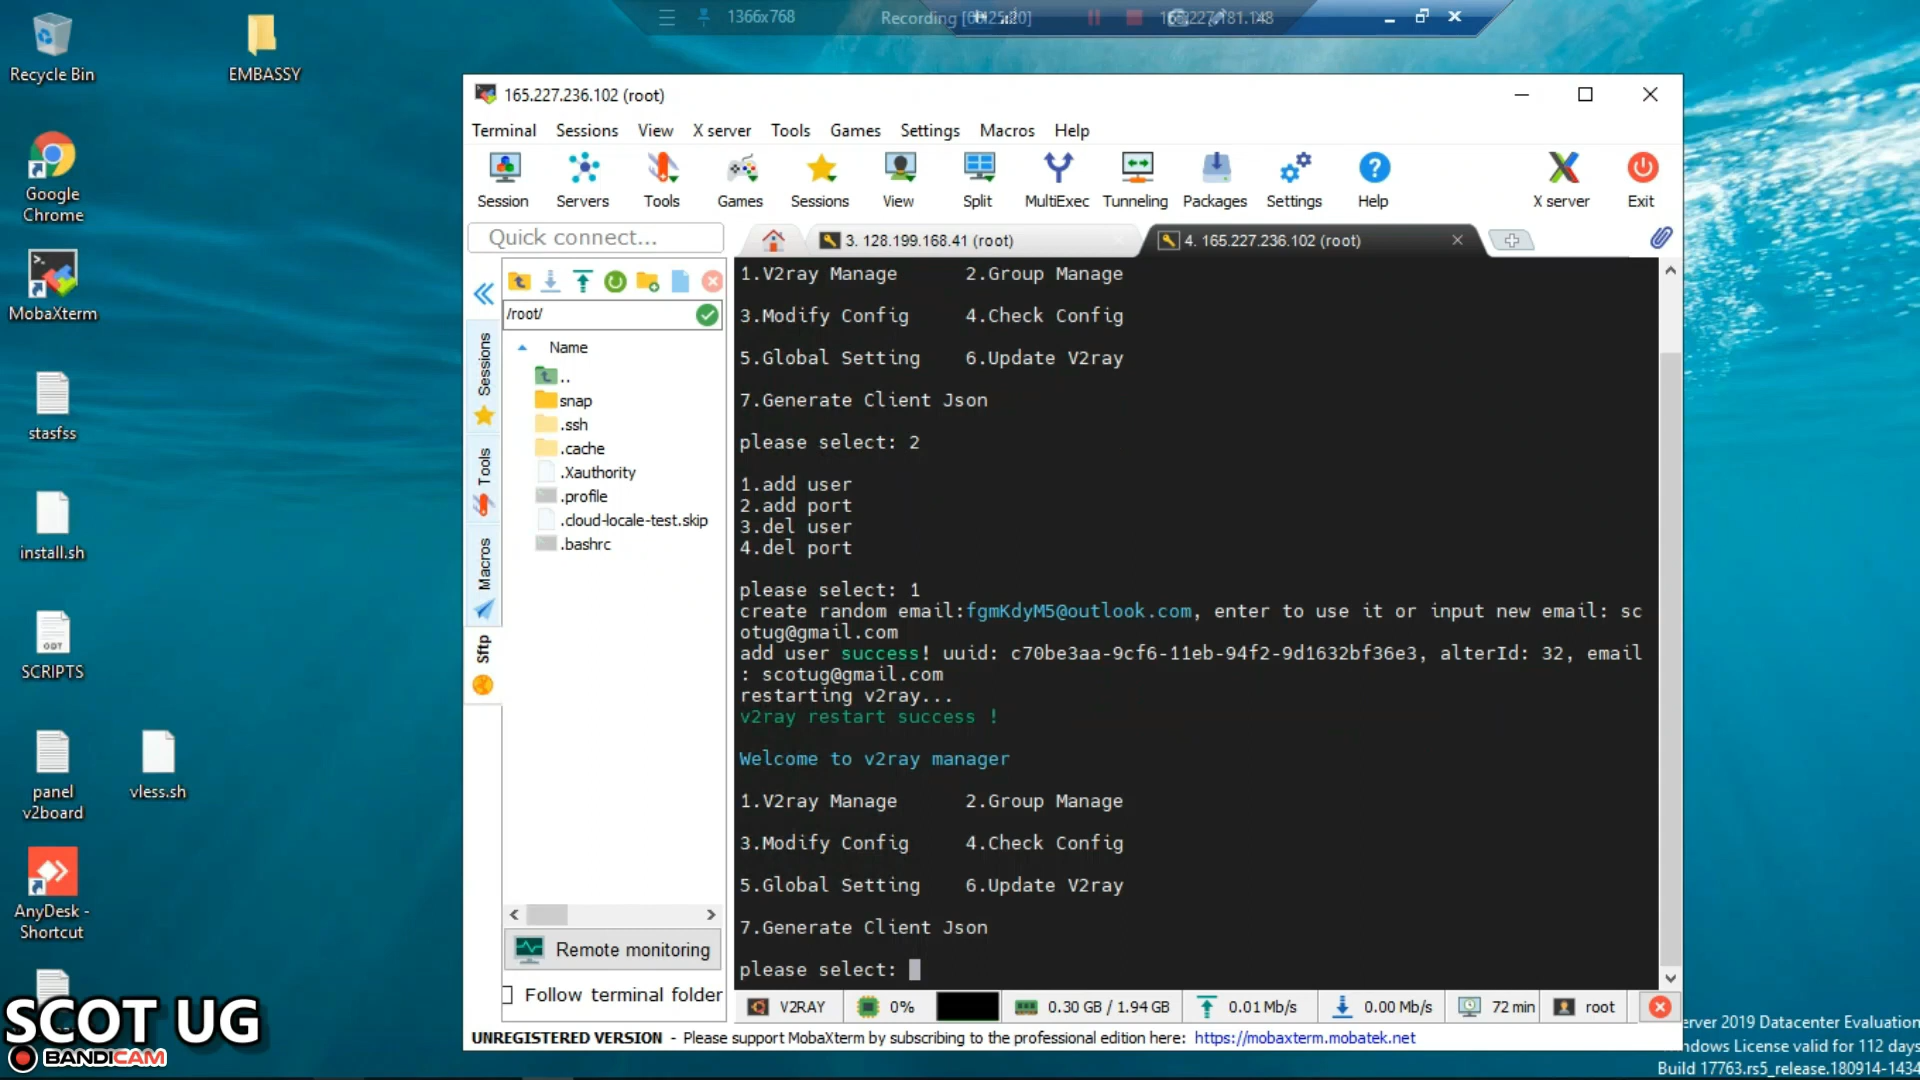 1366x768
Recording
Recycle Bin
EMBASSY
Google
Chrome
MobaXterm
stasfss
install.sh
ODT
SCRIPTS
panel
v2board
vless.sh
AnyDesk -
Shortcut
SCOT UG
BANDICAM
165.227.236.102 (root)
Terminal Sessions View X server Tools Games Settings Macros Help
Session Servers Tools Games Sessions View Split MultiExec Tunneling Packages Settings Help X server Exit
Quick connect...
3. 128.199.168.41 (root)
4. 165.227.236.102 (root)
/root/
Name
..
snap
.ssh
.cache
.Xauthority
.profile
.cloud-locale-test.skip
.bashrc
Sessions
Tools
Macros
Sftp
Remote monitoring
Follow terminal folder
1.V2ray Manage 2.Group Manage
3.Modify Config 4.Check Config
5.Global Setting 6.Update V2ray
7.Generate Client Json
please select: 2
1.add user
2.add port
3.del user
4.del port
please select: 1
create random email:fgmKdyM5@outlook.com, enter to use it or input new email: sc
otug@gmail.com
add user success! uuid: c70be3aa-9cf6-11eb-94f2-9d1632bf36e3, alterId: 32, email
: scotug@gmail.com
restarting v2ray...
v2ray restart success !
Welcome to v2ray manager
1.V2ray Manage 2.Group Manage
3.Modify Config 4.Check Config
5.Global Setting 6.Update V2ray
7.Generate Client Json
please select:
V2RAY 0% 0.30 GB / 1.94 GB 0.01 Mb/s 0.00 Mb/s 72 min root
UNREGISTERED VERSION - Please support MobaXterm by subscribing to the professional edition here: https://mobaxterm.mobatek.net
erver 2019 Datacenter Evaluation
ndows License valid for 112 days
Build 17763.rs5_release.180914-1434